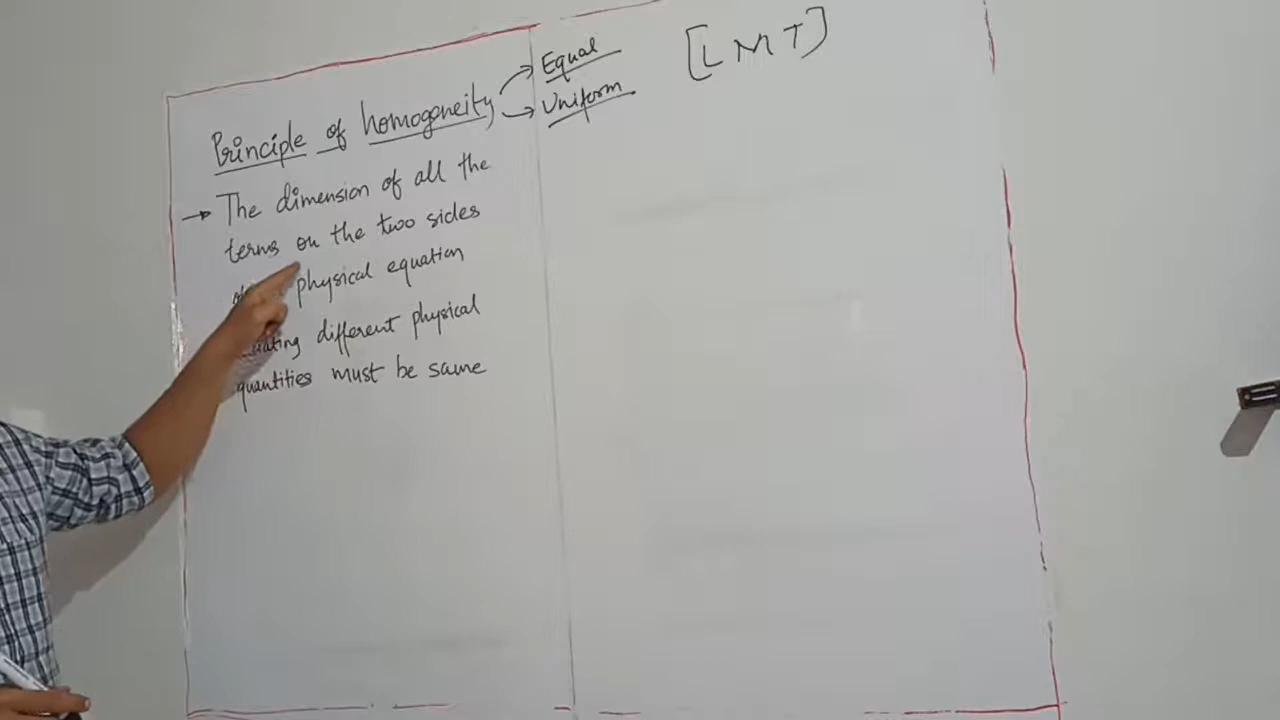 Principle of homogeneity
Equal
Uniform
[L M T]
→ The dimension of all the
terms on the two sides
physical equation
different physical
quantities must be same